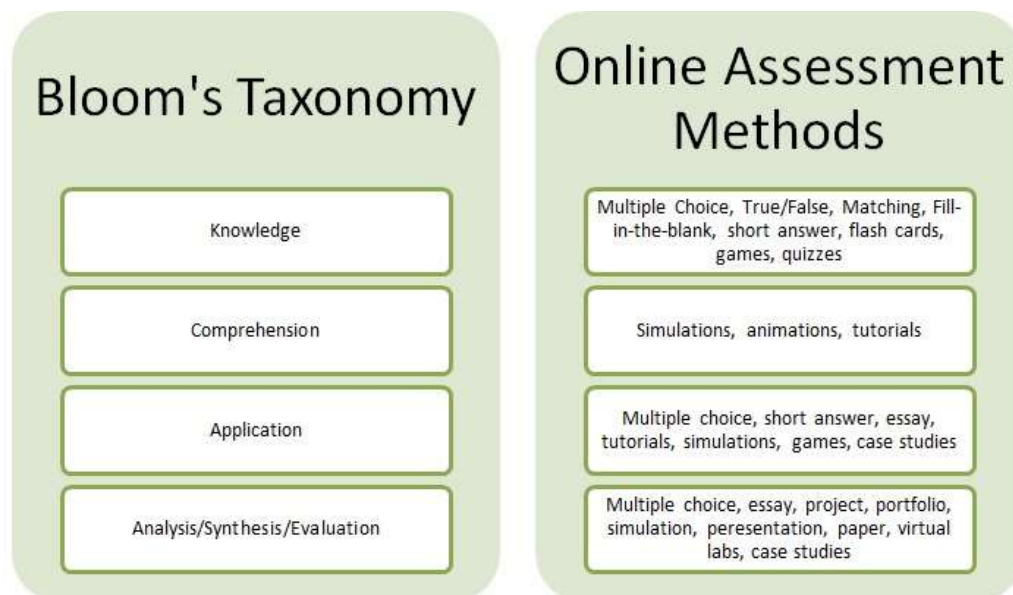 Bloom's Taxonomy
Knowledge
Comprehension
Application
Analysis/Synthesis/Evaluation
Online Assessment
Methods
Multiple Choice, True/False, Matching, Fill-
in-the-blank, short answer, flash cards,
games, quizzes
Simulations, animations, tutorials
Multiple choice, short answer, essay,
tutorials, simulations, games, case studies
Multiple choice, essay, project, portfolio,
simulation, peresentation, paper, virtual
labs, case studies